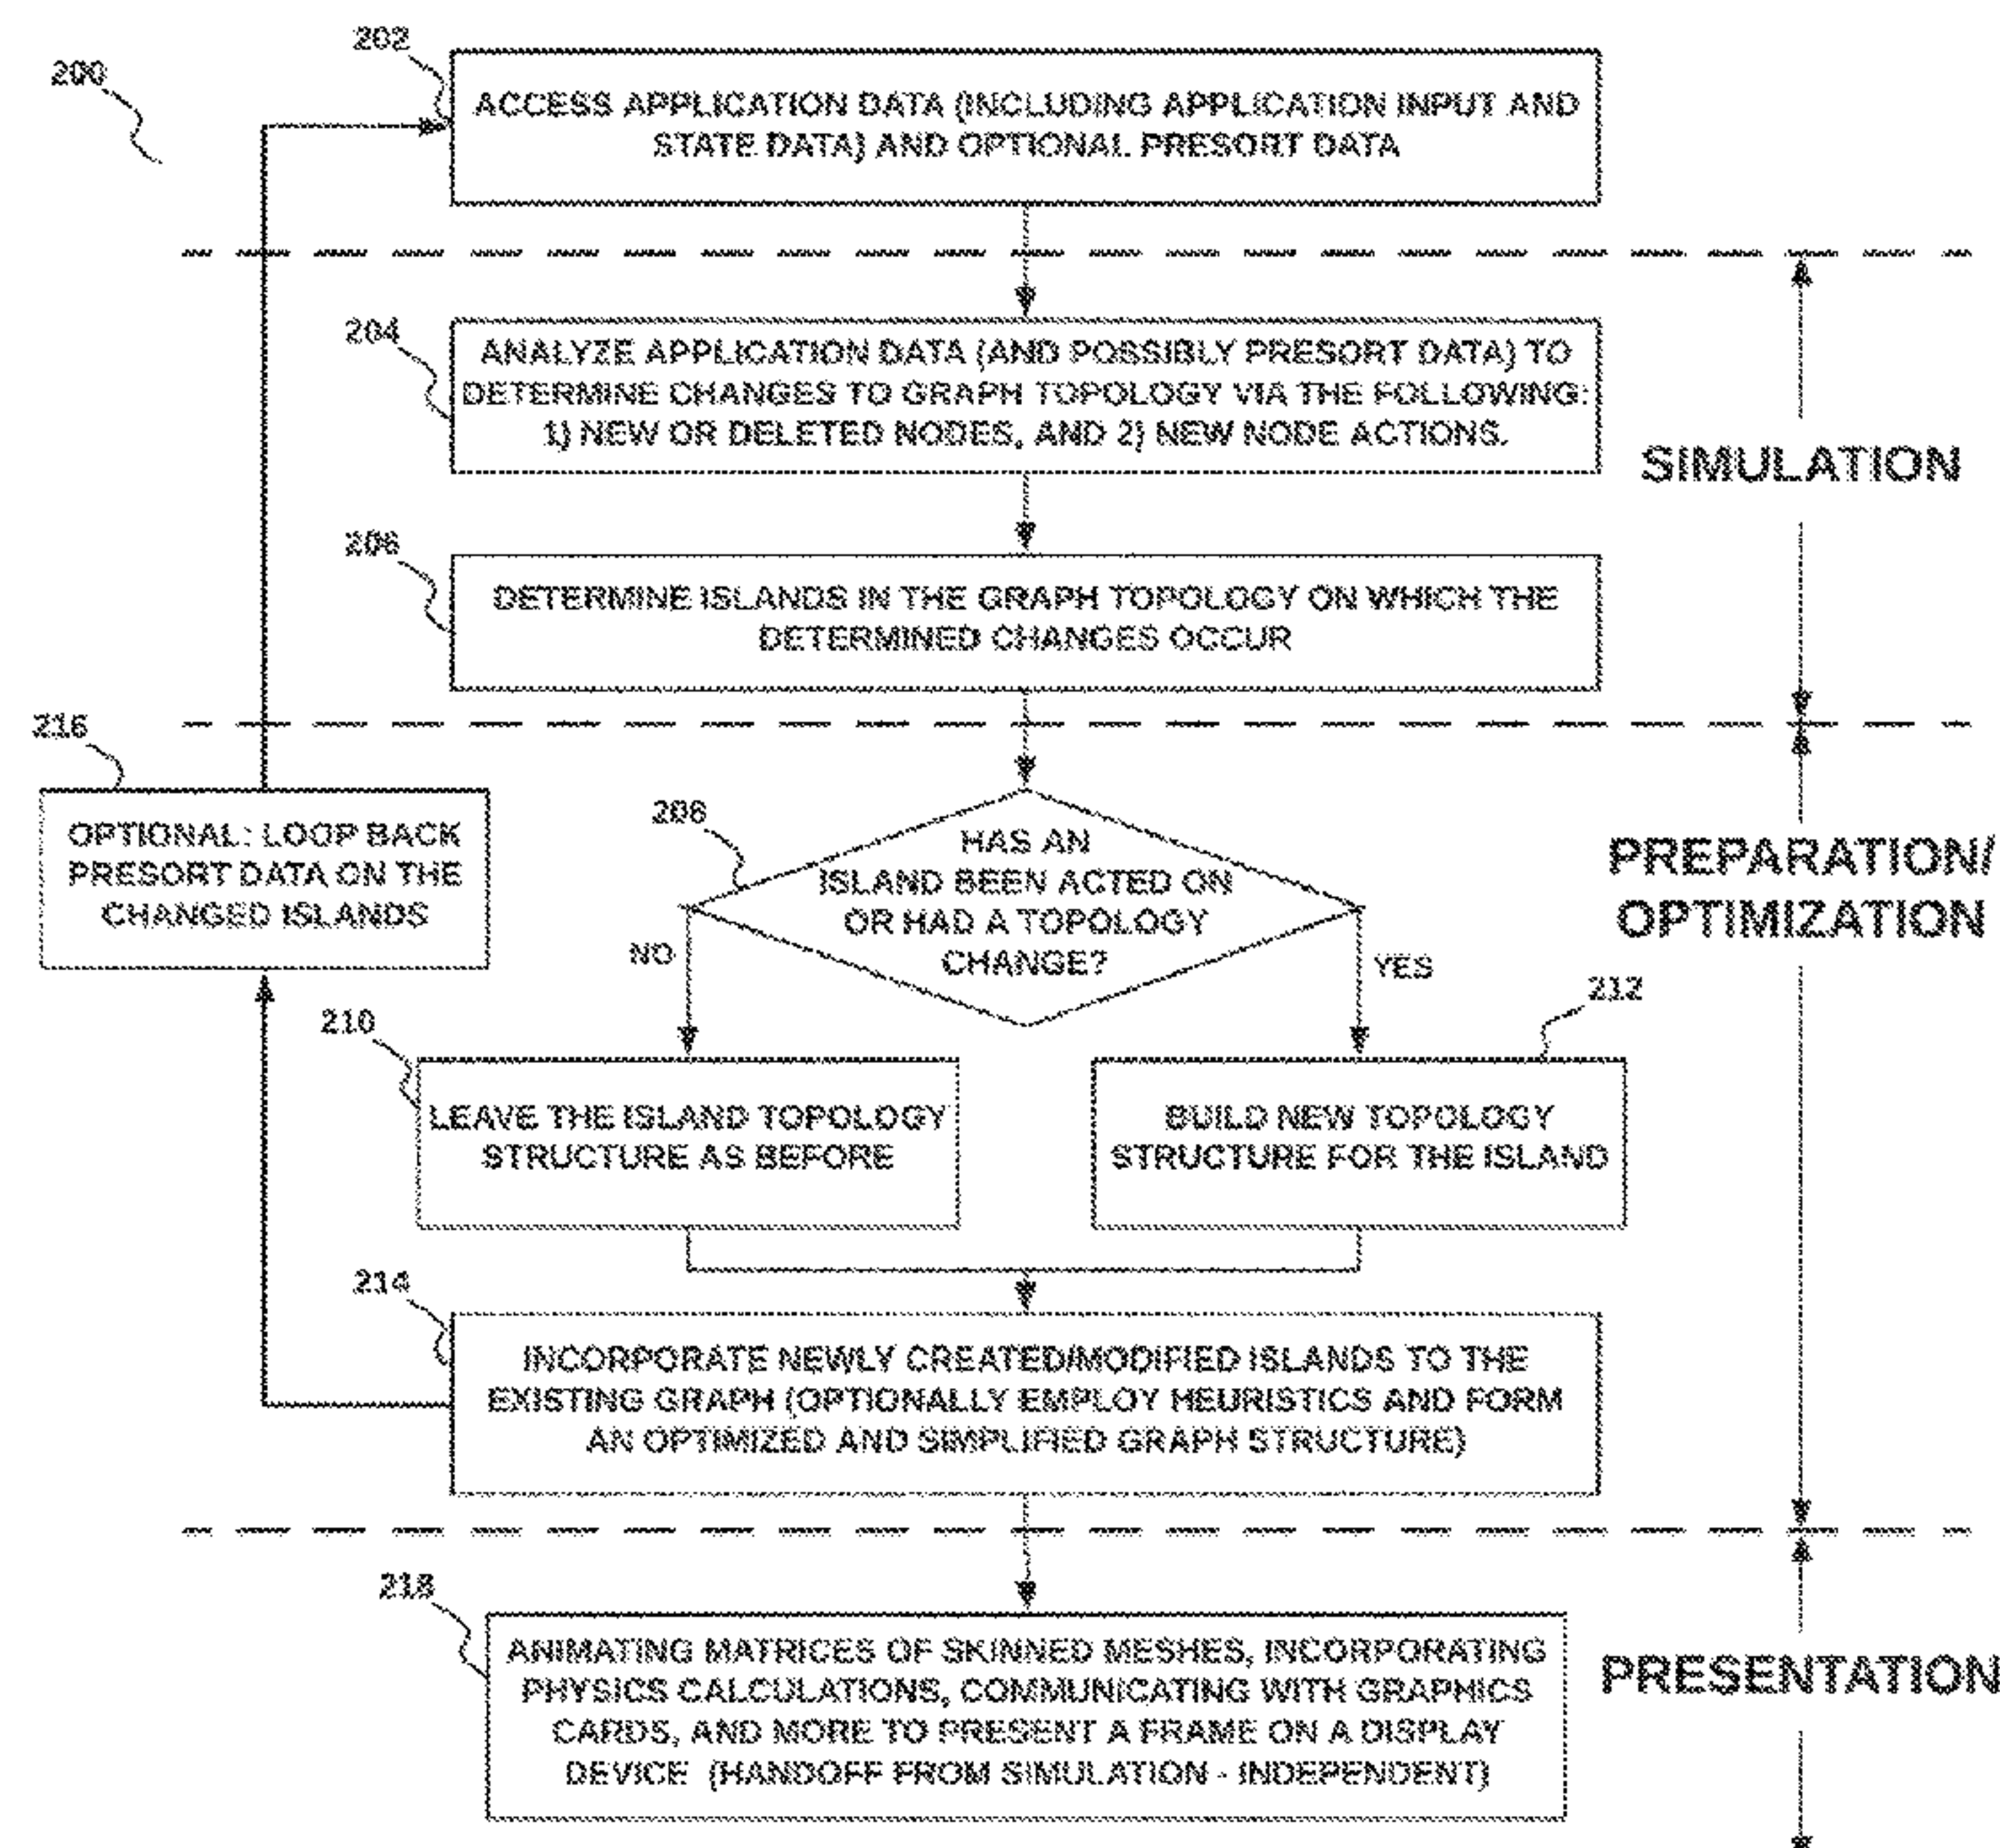 200
202
ACCESS APPLICATION DATA (INCLUDING APPLICATION INPUT AND
STATE DATA) AND OPTIONAL PRESORT DATA
204
ANALYZE APPLICATION DATA (AND POSSIBLY PRESORT DATA) TO
DETERMINE CHANGES TO GRAPH TOPOLOGY VIA THE FOLLOWING:
1) NEW OR DELETED NODES, AND 2) NEW NODE ACTIONS.
SIMULATION
206
DETERMINE ISLANDS IN THE GRAPH TOPOLOGY ON WHICH THE
DETERMINED CHANGES OCCUR
216
OPTIONAL: LOOP BACK
PRESORT DATA ON THE
CHANGED ISLANDS
208
HAS AN
ISLAND BEEN ACTED ON
OR HAD A TOPOLOGY
CHANGE?
NO
YES
PREPARATION/
OPTIMIZATION
210
LEAVE THE ISLAND TOPOLOGY
STRUCTURE AS BEFORE
212
BUILD NEW TOPOLOGY
STRUCTURE FOR THE ISLAND
214
INCORPORATE NEWLY CREATED/MODIFIED ISLANDS TO THE
EXISTING GRAPH (OPTIONALLY EMPLOY HEURISTICS AND FORM
AN OPTIMIZED AND SIMPLIFIED GRAPH STRUCTURE)
218
ANIMATING MATRICES OF SKINNED MESHES, INCORPORATING
PHYSICS CALCULATIONS, COMMUNICATING WITH GRAPHICS
CARDS, AND MORE TO PRESENT A FRAME ON A DISPLAY
DEVICE (HANDOFF FROM SIMULATION - INDEPENDENT)
PRESENTATION